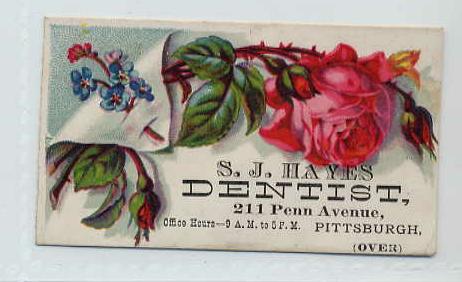 S. J. HAYES
DENTIST,
211 Penn Avenue,
Office Hours—9 A. M. to 5 P. M. PITTSBURGH,
(OVER)